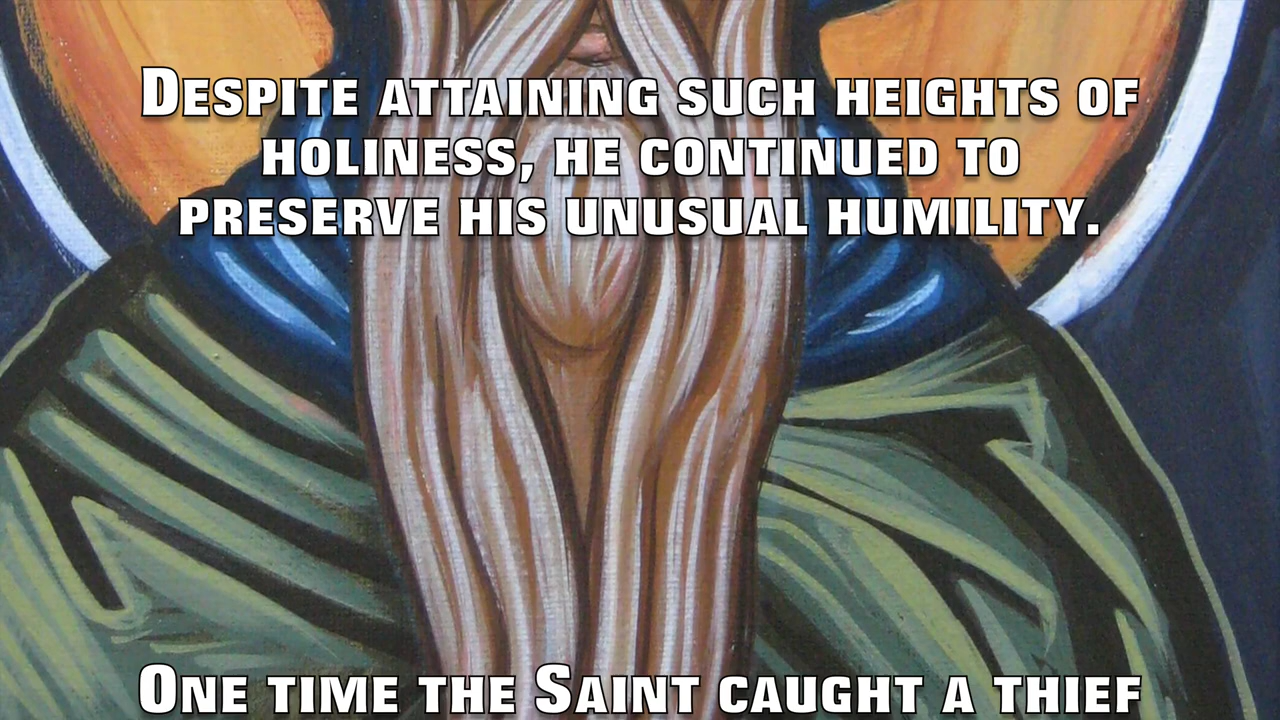 Despite attaining such heights of
holiness, he continued to
preserve his unusual humility.
One time the Saint caught a thief